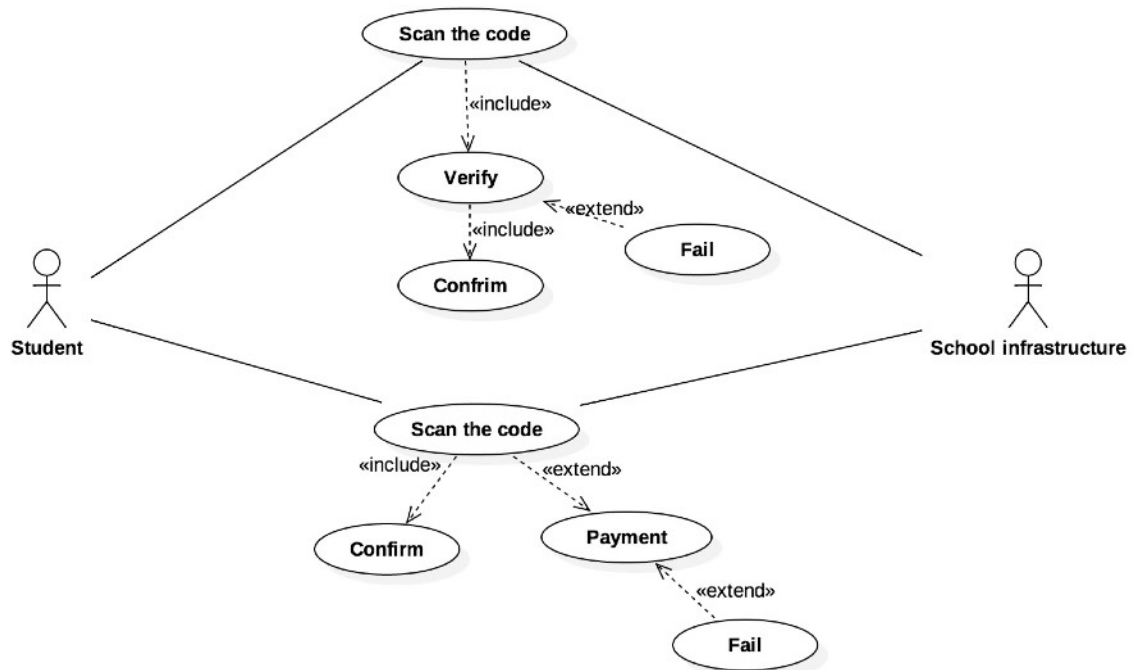 Scan the code
«include»
Verify
«extend»
«include»
Fail
Confrim
Student
School infrastructure
Scan the code
«include»
«extend»
Confirm
Payment
«extend»
Fail